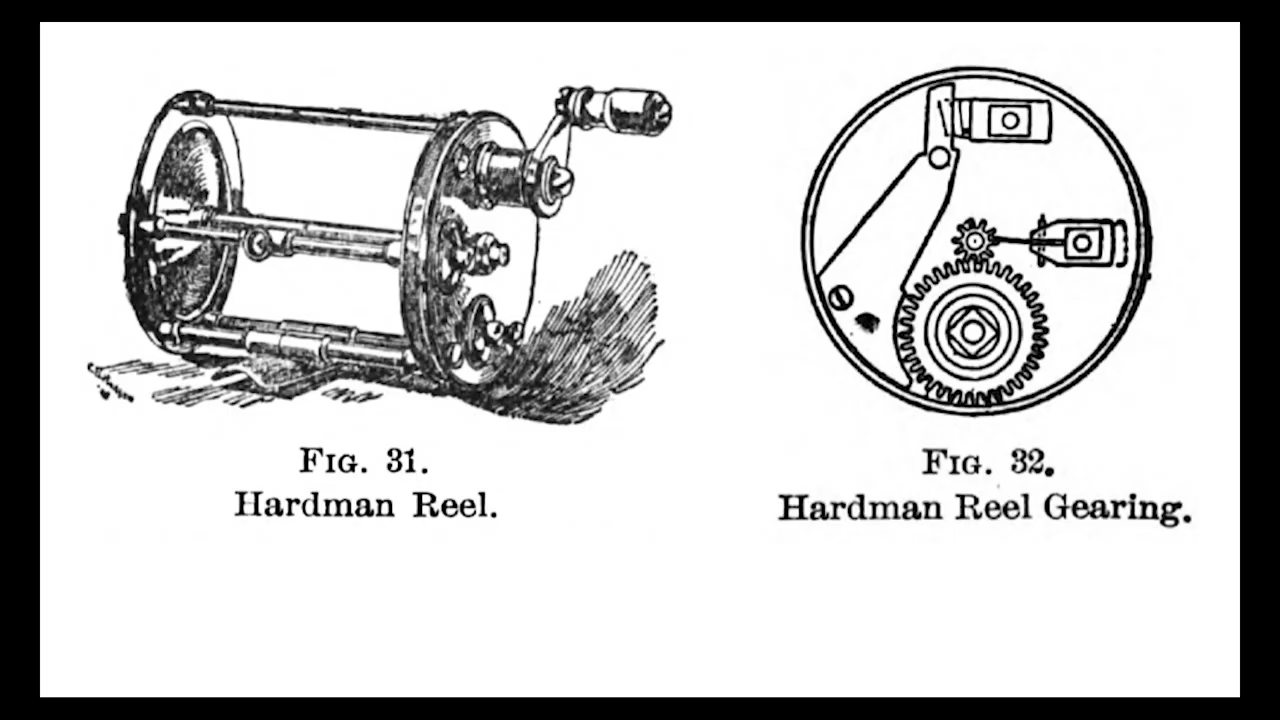 FIG. 31.
Hardman Reel.
FIG. 32.
Hardman Reel Gearing.